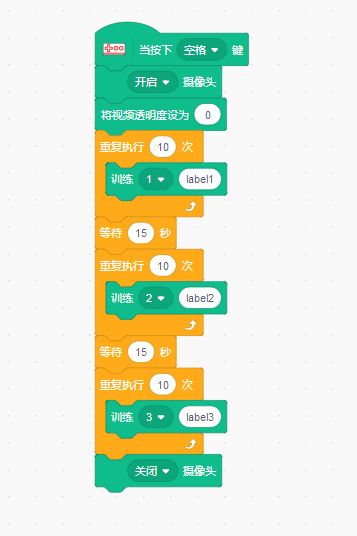 当按下 空格 键
开启 摄像头
将视频透明度设为 0
重复执行 10 次
训练 1 label1
等待 15 秒
重复执行 10 次
训练 2 label2
等待 15 秒
重复执行 10 次
训练 3 label3
关闭 摄像头